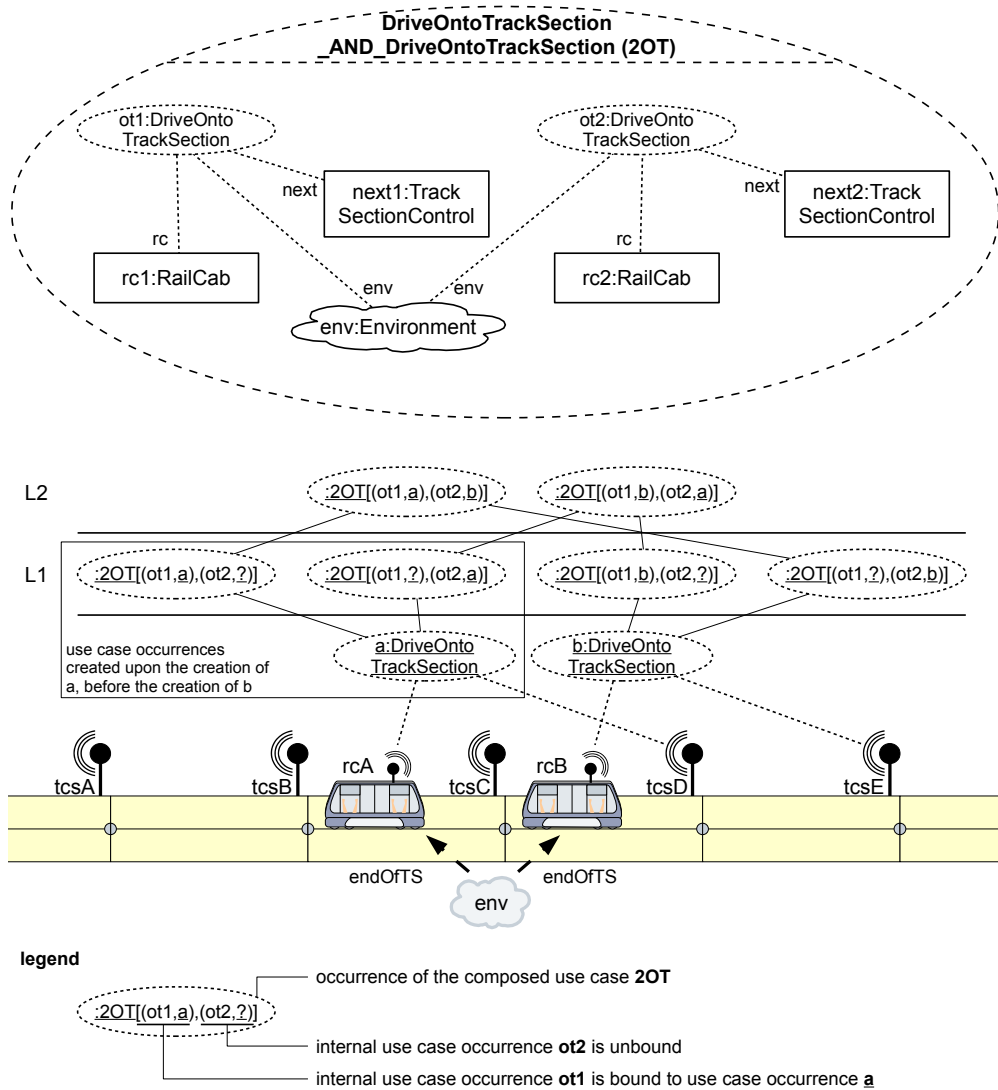 DriveOntoTrackSection
_AND_DriveOntoTrackSection (2OT)
ot1:DriveOnto
TrackSection
ot2:DriveOnto
TrackSection
next
next1:Track
SectionControl
next
next2:Track
SectionControl
rc
rc1:RailCab
rc
rc2:RailCab
env
env
env:Environment
L2
:2OT[(ot1,a),(ot2,b)]
:2OT[(ot1,b),(ot2,a)]
L1
:2OT[(ot1,a),(ot2,?)]
:2OT[(ot1,?),(ot2,a)]
:2OT[(ot1,b),(ot2,?)]
:2OT[(ot1,?),(ot2,b)]
use case occurrences
created upon the creation of
a, before the creation of b
a:DriveOnto
TrackSection
b:DriveOnto
TrackSection
tcsA
tcsB
rcA
tcsC
rcB
tcsD
tcsE
endOfTS
endOfTS
env
legend
occurrence of the composed use case 2OT
:2OT[(ot1,a),(ot2,?)]
internal use case occurrence ot2 is unbound
internal use case occurrence ot1 is bound to use case occurrence a